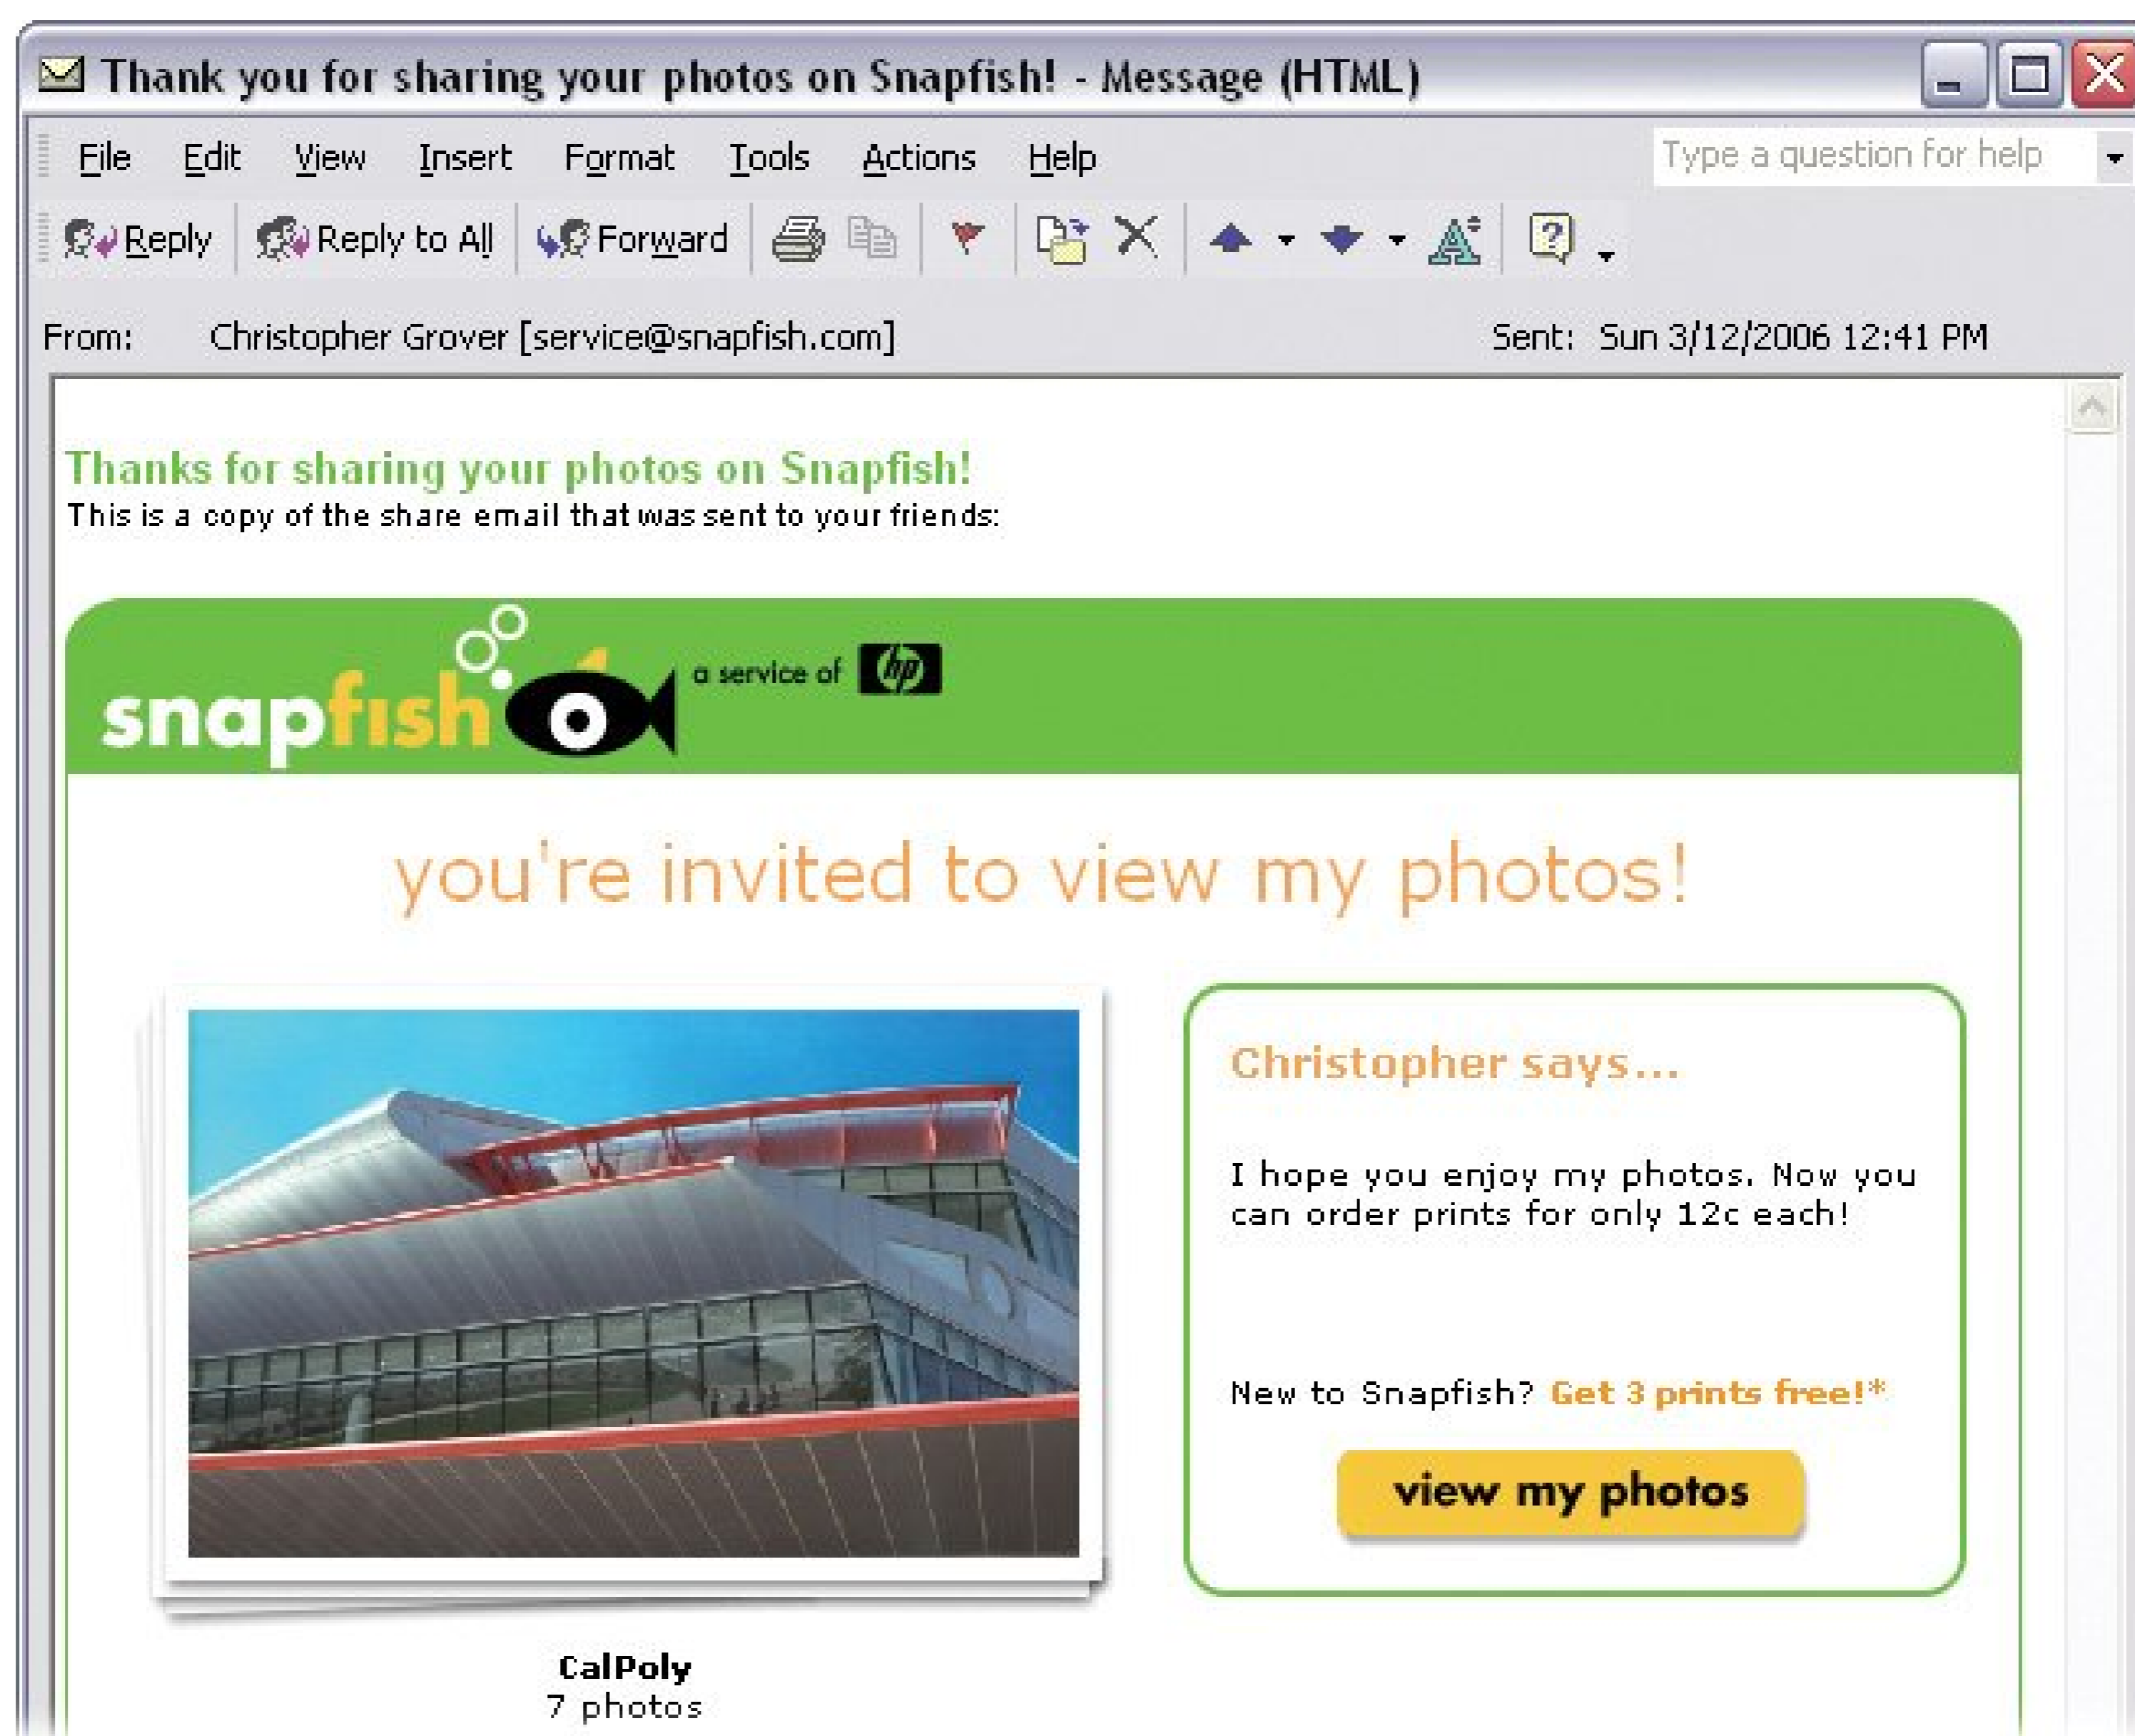 Thank you for sharing your photos on Snapfish! - Message (HTML)
File Edit View Insert Format Tools Actions Help Type a question for help
Reply Reply to All Forward
From: Christopher Grover [service@snapfish.com] Sent: Sun 3/12/2006 12:41 PM
Thanks for sharing your photos on Snapfish!
This is a copy of the share email that was sent to your friends:
snapfish a service of hp
you're invited to view my photos!
Christopher says...
I hope you enjoy my photos. Now you
can order prints for only 12c each!
New to Snapfish? Get 3 prints free!*
view my photos
CalPoly
7 photos